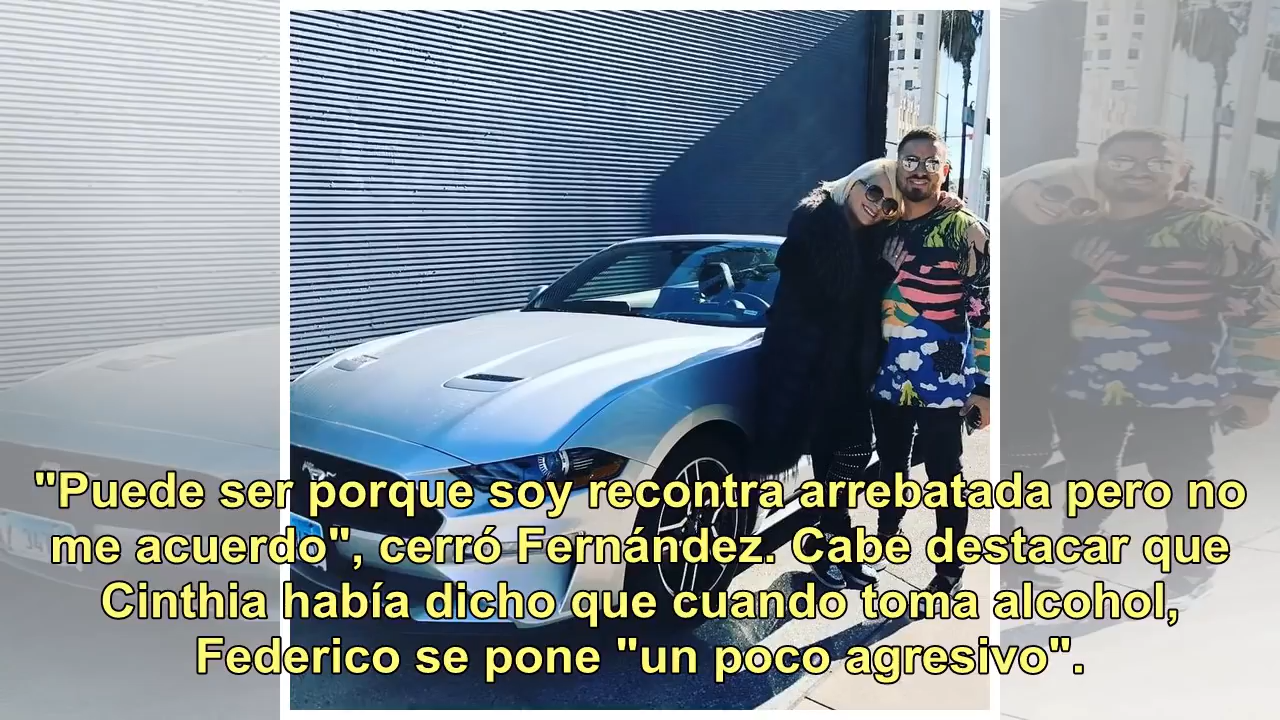 "Puede ser porque soy recontra arrebatada pero no
me acuerdo", cerró Fernández. Cabe destacar que
Cinthia había dicho que cuando toma alcohol,
Federico se pone "un poco agresivo".